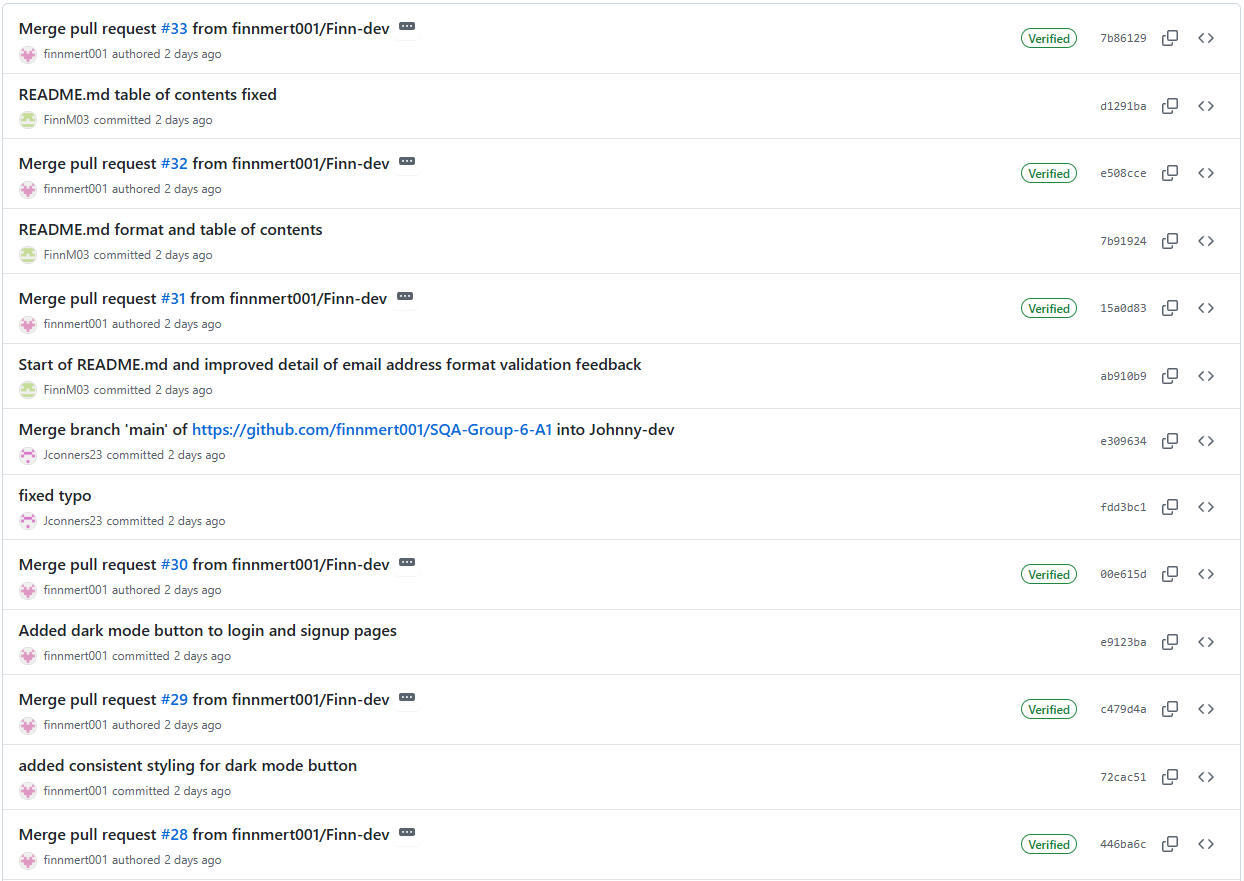 Merge pull request #33 from finnmert001/Finn-dev
finnmert001 authored 2 days ago
Verified
7b86129
README.md table of contents fixed
FinnM03 committed 2 days ago
d1291ba
Merge pull request #32 from finnmert001/Finn-dev
finnmert001 authored 2 days ago
Verified
e508cce
README.md format and table of contents
FinnM03 committed 2 days ago
7b91924
Merge pull request #31 from finnmert001/Finn-dev
finnmert001 authored 2 days ago
Verified
15a0d83
Start of README.md and improved detail of email address format validation feedback
FinnM03 committed 2 days ago
ab910b9
Merge branch 'main' of https://github.com/finnmert001/SQA-Group-6-A1 into Johnny-dev
Jconners23 committed 2 days ago
e309634
fixed typo
Jconners23 committed 2 days ago
fdd3bc1
Merge pull request #30 from finnmert001/Finn-dev
finnmert001 authored 2 days ago
Verified
00e615d
Added dark mode button to login and signup pages
finnmert001 committed 2 days ago
e9123ba
Merge pull request #29 from finnmert001/Finn-dev
finnmert001 authored 2 days ago
Verified
c479d4a
added consistent styling for dark mode button
finnmert001 committed 2 days ago
72cac51
Merge pull request #28 from finnmert001/Finn-dev
finnmert001 authored 2 days ago
Verified
446ba6c